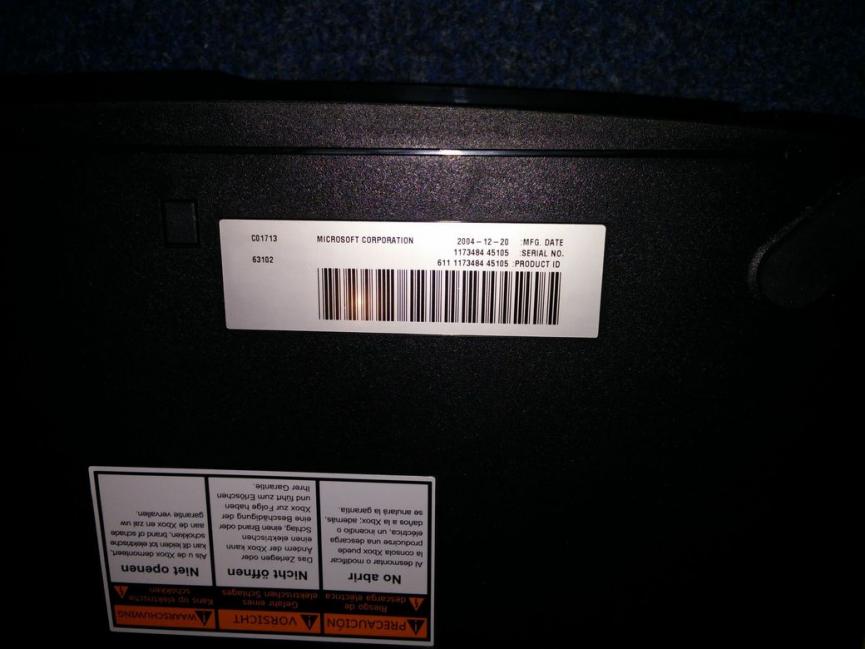 C01713 MICROSOFT CORPORATION 2004-12-20 :MFG. DATE
1173484 45105 :SERIAL NO.
63102 611 1173484 45105 :PRODUCT ID
PRECAUCIÓN
Riesgo de
descarga eléctrica
No abrir
Al desmontar o modificar
la consola Xbox puede
producirse una descarga
eléctrica, un incendio o
daños a la Xbox; además,
se anulará la garantía.
VORSICHT
Gefahr eines
elektrischen Schlages
Nicht öffnen
Das Zerlegen oder
Ändern der Xbox kann
einen elektrischen
Schlag, einen Brand oder
eine Beschädigung der
Xbox zur Folge haben
und führt zum Erlöschen
Ihrer Garantie.
WAARSCHUWING
Kans op elektrische
schokken
Niet openen
Als u de Xbox demonteert,
kan dit leiden tot elektrische
schokken, brand of schade
aan de Xbox en zal uw
garantie vervallen.